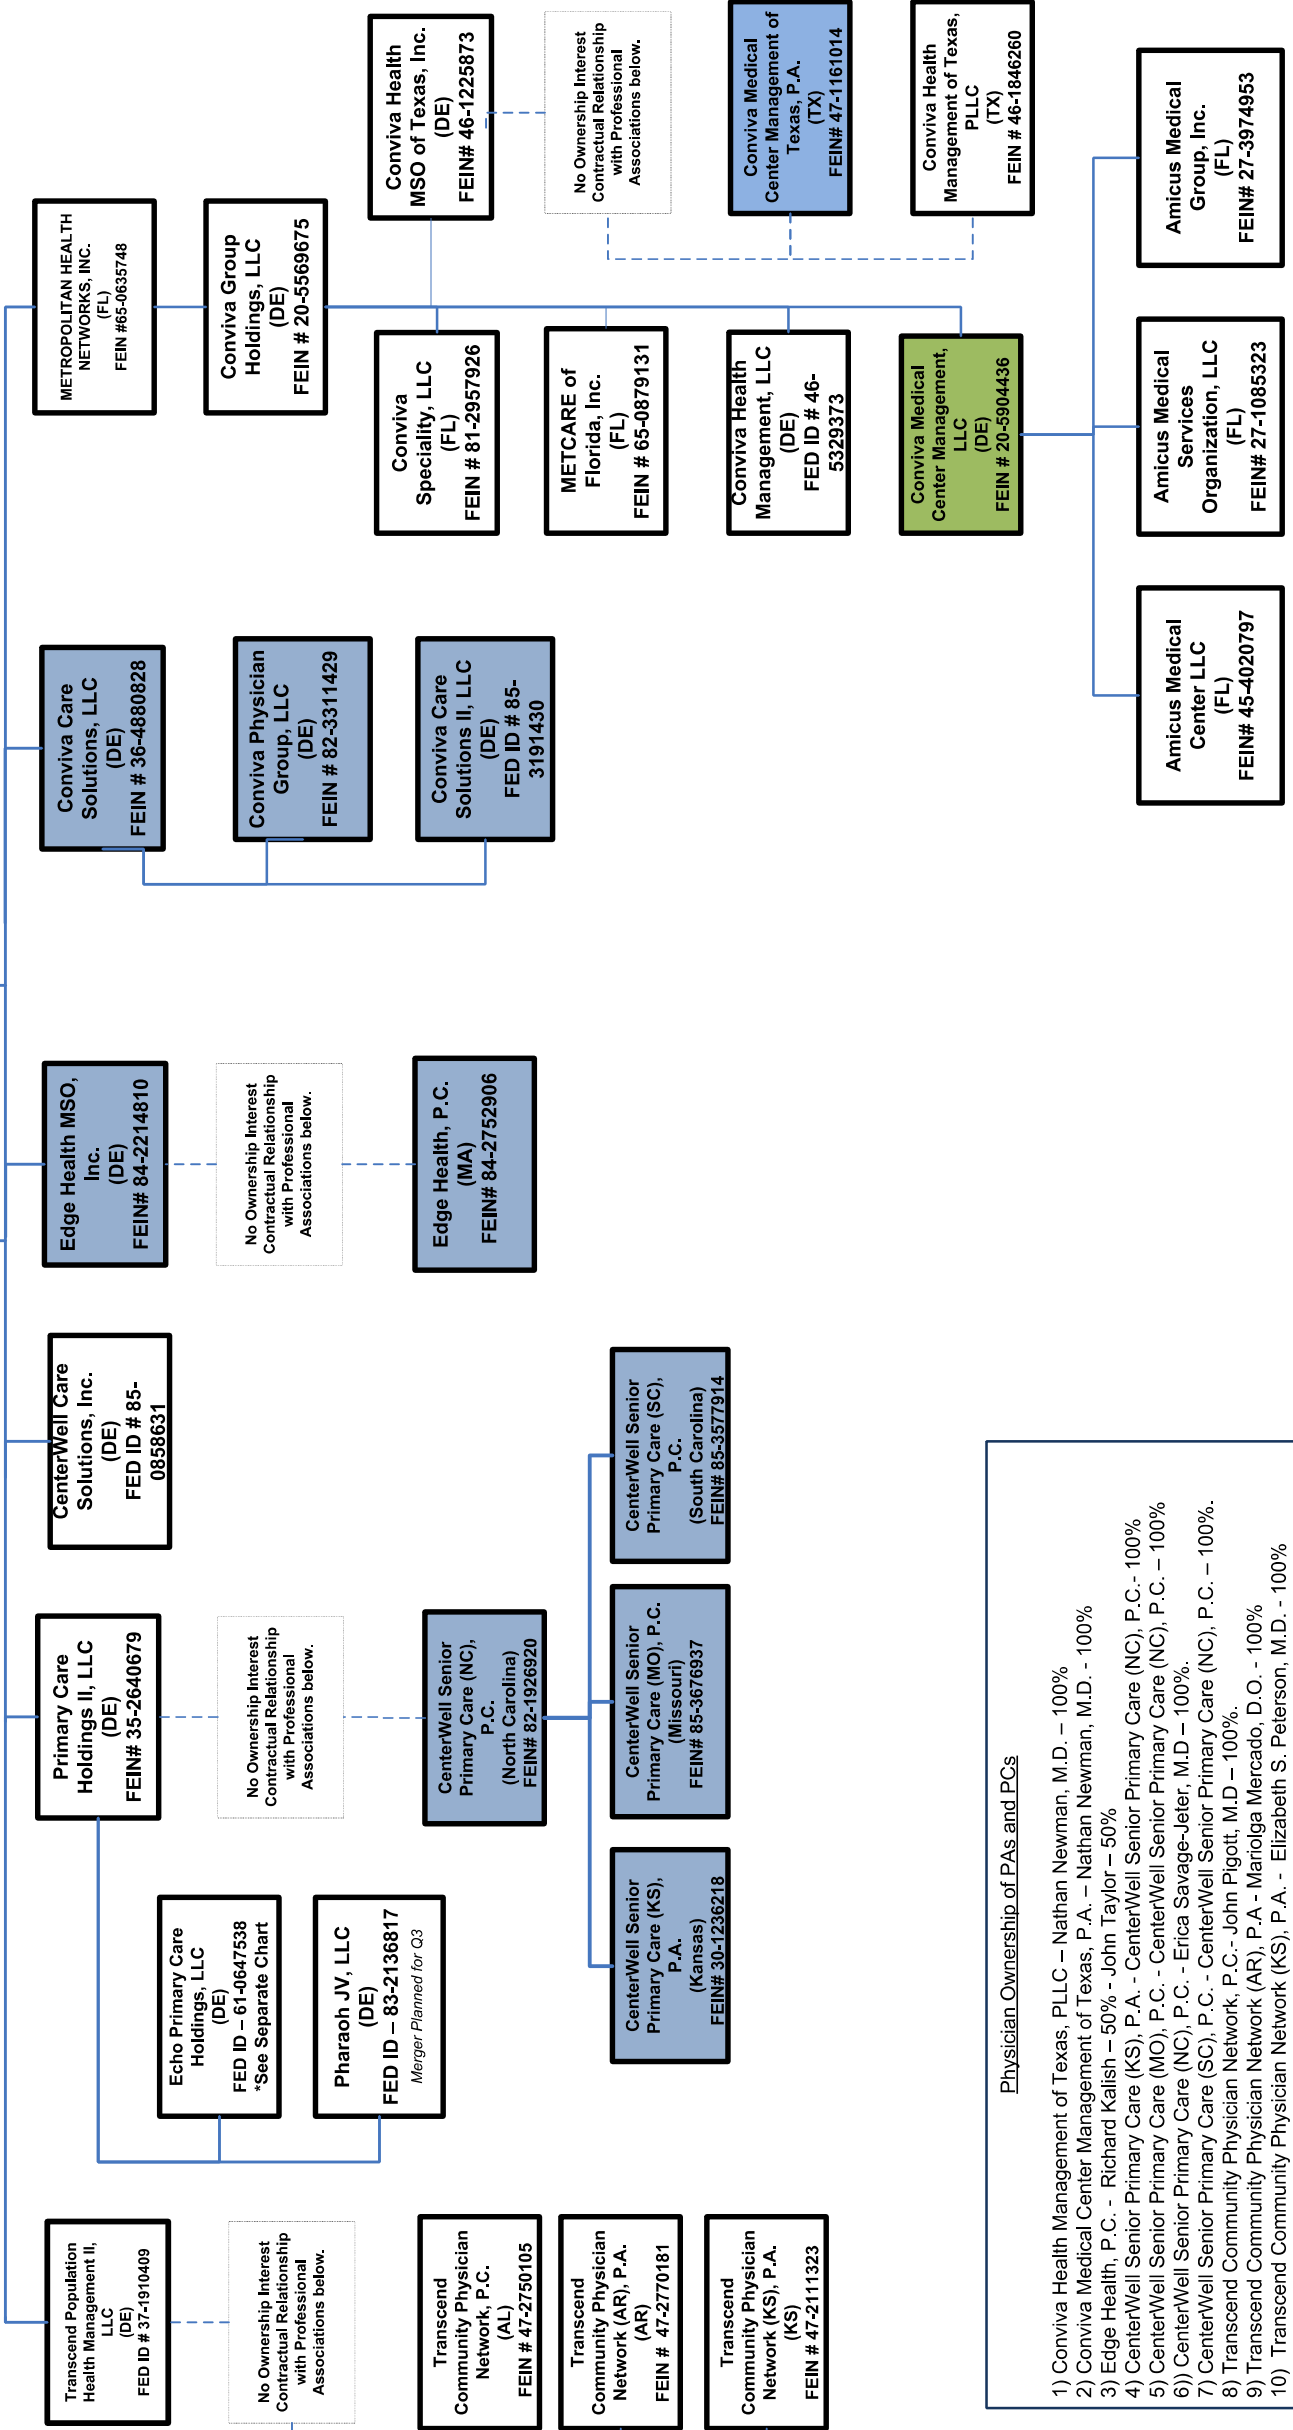 Transcend Population
Health Management II,
LLC
(DE)
FED ID # 37-1910409
No Ownership Interest
Contractual Relationship
with Professional
Associations below.
Transcend
Community Physician
Network, P.C.
(AL)
FEIN # 47-2750105
Transcend
Community Physician
Network (AR), P.A.
(AR)
FEIN # 47-2770181
Transcend
Community Physician
Network (KS), P.A.
(KS)
FEIN # 47-2111323
Primary Care
Holdings II, LLC
(DE)
FEIN# 35-2640679
Echo Primary Care
Holdings, LLC
(DE)
FED ID – 61-0647538
*See Separate Chart
Pharaoh JV, LLC
(DE)
FED ID – 83-2136817
Merger Planned for Q3
No Ownership Interest
Contractual Relationship
with Professional
Associations below.
CenterWell Senior
Primary Care (NC),
P.C.
(North Carolina)
FEIN# 82-1926920
CenterWell Senior
Primary Care (KS),
P.A.
(Kansas)
FEIN# 30-1236218
CenterWell Senior
Primary Care (MO), P.C.
(Missouri)
FEIN# 85-3676937
CenterWell Senior
Primary Care (SC),
P.C.
(South Carolina)
FEIN# 85-3577914
CenterWell Care
Solutions, Inc.
(DE)
FED ID # 85-
0858631
Edge Health MSO,
Inc.
(DE)
FEIN# 84-2214810
No Ownership Interest
Contractual Relationship
with Professional
Associations below.
Edge Health, P.C.
(MA)
FEIN# 84-2752906
Conviva Care
Solutions, LLC
(DE)
FEIN # 36-4880828
Conviva Physician
Group, LLC
(DE)
FEIN # 82-3311429
Conviva Care
Solutions II, LLC
(DE)
FED ID # 85-
3191430
METROPOLITAN HEALTH
NETWORKS, INC.
(FL)
FEIN #65-0635748
Conviva Group
Holdings, LLC
(DE)
FEIN # 20-5569675
Conviva
Speciality, LLC
(FL)
FEIN # 81-2957926
METCARE of
Florida, Inc.
(FL)
FEIN # 65-0879131
Conviva Health
Management, LLC
(DE)
FED ID # 46-
5329373
Conviva Medical
Center Management,
LLC
(DE)
FEIN # 20-5904436
Conviva Health
MSO of Texas, Inc.
(DE)
FEIN# 46-1225873
No Ownership Interest
Contractual Relationship
with Professional
Associations below.
Conviva Medical
Center Management of
Texas, P.A.
(TX)
FEIN# 47-1161014
Conviva Health
Management of Texas,
PLLC
(TX)
FEIN # 46-1846260
Amicus Medical
Center LLC
(FL)
FEIN# 45-4020797
Amicus Medical
Services
Organization, LLC
(FL)
FEIN# 27-1085323
Amicus Medical
Group, Inc.
(FL)
FEIN# 27-3974953
Physician Ownership of PAs and PCs
1) Conviva Health Management of Texas, PLLC – Nathan Newman, M.D. – 100%
2) Conviva Medical Center Management of Texas, P.A. – Nathan Newman, M.D. - 100%
3) Edge Health, P.C. - Richard Kalish – 50% - John Taylor – 50%
4) CenterWell Senior Primary Care (KS), P.A. - CenterWell Senior Primary Care (NC), P.C.- 100%
5) CenterWell Senior Primary Care (MO), P.C. - CenterWell Senior Primary Care (NC), P.C. – 100%
6)) CenterWell Senior Primary Care (NC), P.C. - Erica Savage-Jeter, M.D – 100%.
7) CenterWell Senior Primary Care (SC), P.C. - CenterWell Senior Primary Care (NC), P.C. – 100%.
8) Transcend Community Physician Network, P.C.- John Pigott, M.D – 100%.
9) Transcend Community Physician Network (AR), P.A - Mariolga Mercado, D.O. - 100%
10) Transcend Community Physician Network (KS), P.A. - Elizabeth S. Peterson, M.D. - 100%